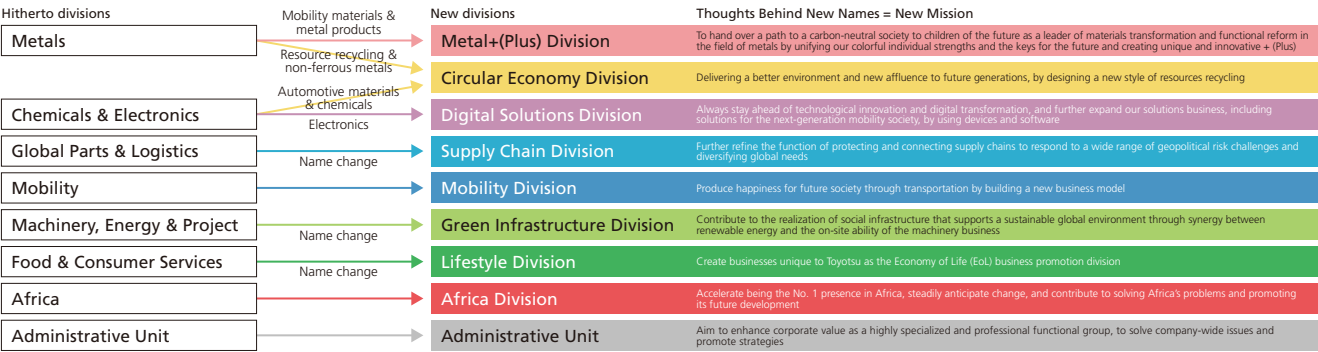 Hitherto divisions
Mobility materials &
metal products
New divisions
Thoughts Behind New Names = New Mission
Metals
Metal+(Plus) Division
To hand over a path to a carbon-neutral society to children of the future as a leader of materials transformation and functional reform in
the field of metals by unifying our colorful individual strengths and the keys for the future and creating unique and innovative + (Plus)
Resource recycling &
non-ferrous metals
Circular Economy Division
Delivering a better environment and new affluence to future generations, by designing a new style of resources recycling
Automotive materials
& chemicals
Chemicals & Electronics
Electronics
Digital Solutions Division
Always stay ahead of technological innovation and digital transformation, and further expand our solutions business, including
solutions for the next-generation mobility society, by using devices and software
Global Parts & Logistics
Name change
Supply Chain Division
Further refine the function of protecting and connecting supply chains to respond to a wide range of geopolitical risk challenges and
diversifying global needs
Mobility
Mobility Division
Produce happiness for future society through transportation by building a new business model
Machinery, Energy & Project
Name change
Green Infrastructure Division
Contribute to the realization of social infrastructure that supports a sustainable global environment through synergy between
renewable energy and the on-site ability of the machinery business
Food & Consumer Services
Name change
Lifestyle Division
Create businesses unique to Toyotsu as the Economy of Life (EoL) business promotion division
Africa
Africa Division
Accelerate being the No. 1 presence in Africa, steadily anticipate change, and contribute to solving Africa's problems and promoting
its future development
Administrative Unit
Administrative Unit
Aim to enhance corporate value as a highly specialized and professional functional group, to solve company-wide issues and
promote strategies